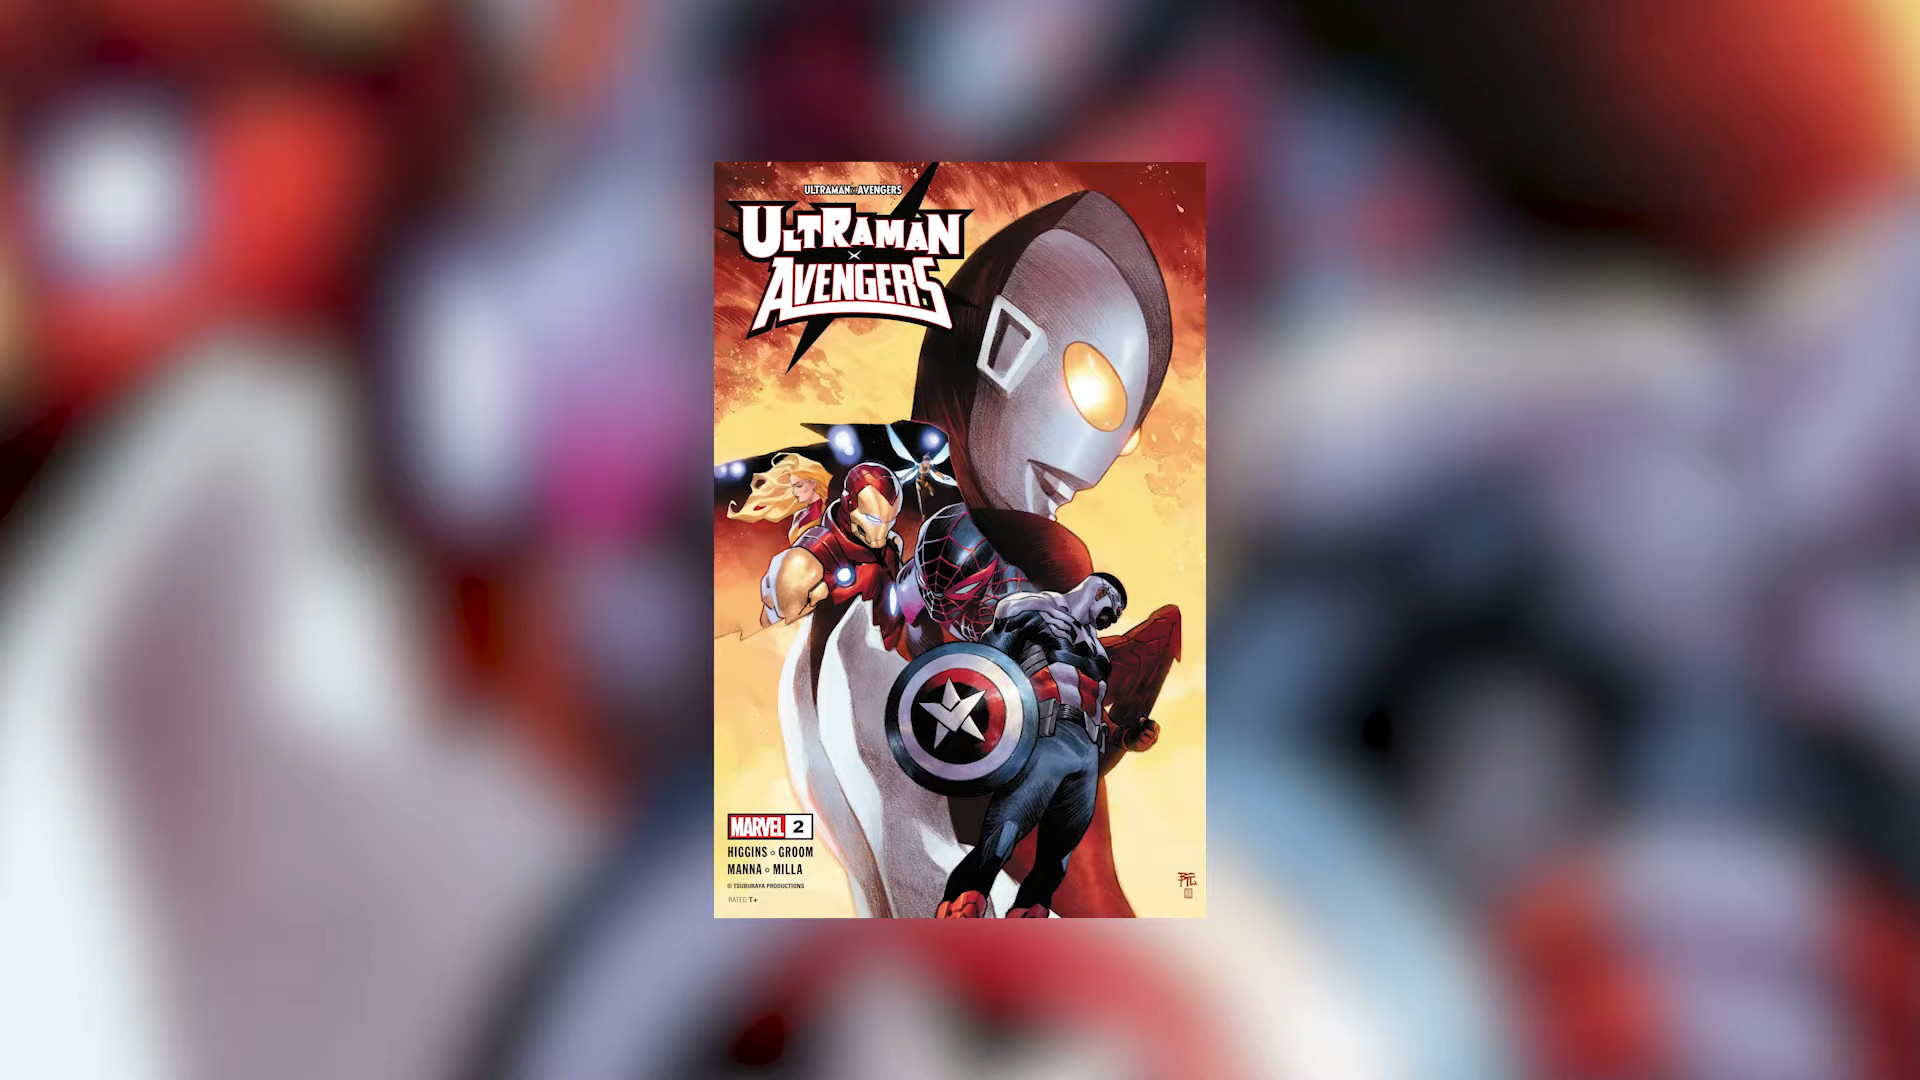 ULTRAMAN X AVENGERS
ULTRAMAN
X
AVENGERS
MARVEL 2
HIGGINS ∘ GROOM
MANNA ∘ MILLA
© TSUBURAYA PRODUCTIONS
RATED T+